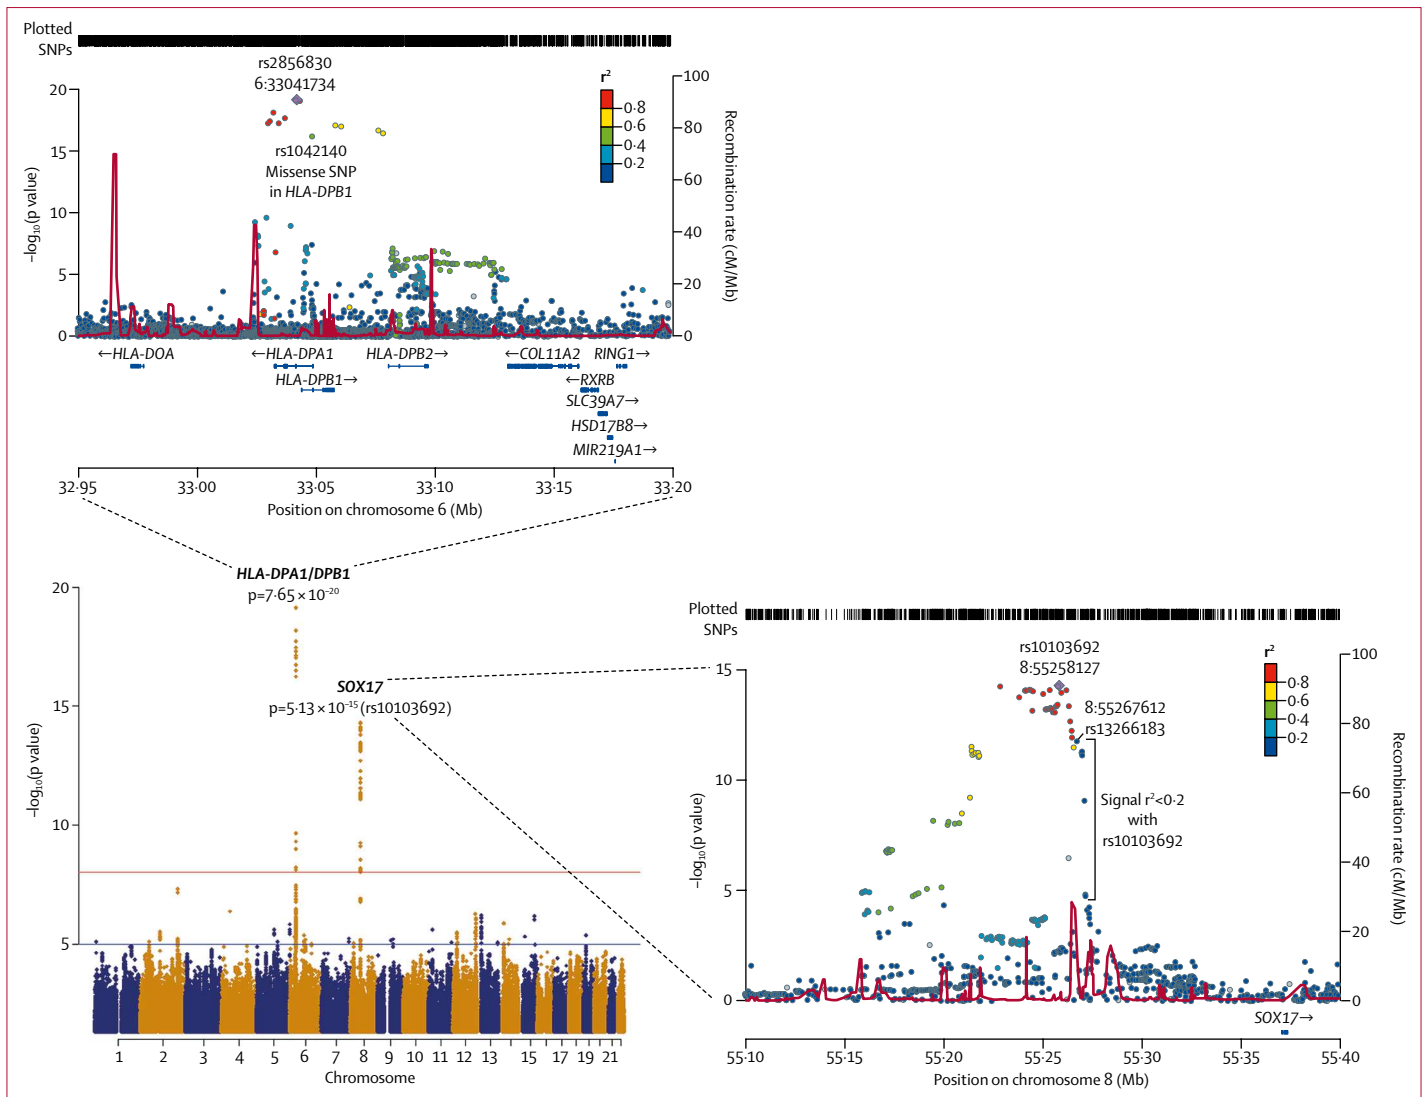 Plotted
SNPs
rs2856830
6:33041734
r²
0·8
0·6
0·4
0·2
20
15
10
5
0
–log₁₀(p value)
100
80
60
40
20
0
Recombination rate (cM/Mb)
rs1042140
Missense SNP
in HLA-DPB1
←HLA-DOA
←HLA-DPA1
HLA-DPB2→
←COL11A2
RING1→
HLA-DPB1→
←RXRB
SLC39A7→
HSD17B8→
MIR219A1→
32·95 33·00 33·05 33·10 33·15 33·20
Position on chromosome 6 (Mb)
HLA-DPA1/DPB1
p=7·65 × 10⁻²⁰
SOX17
p=5·13 × 10⁻¹⁵ (rs10103692)
20
15
10
5
–log₁₀(p value)
1 2 3 4 5 6 7 8 9 10 11 12 13 15 17 19 21
Chromosome
Plotted
SNPs
rs10103692
8:55258127
r²
0·8
0·6
0·4
0·2
8:55267612
rs13266183
Signal r²<0·2
with
rs10103692
15
10
5
0
–log₁₀(p value)
100
80
60
40
20
0
Recombination rate (cM/Mb)
SOX17→
55·10 55·15 55·20 55·25 55·30 55·35 55·40
Position on chromosome 8 (Mb)